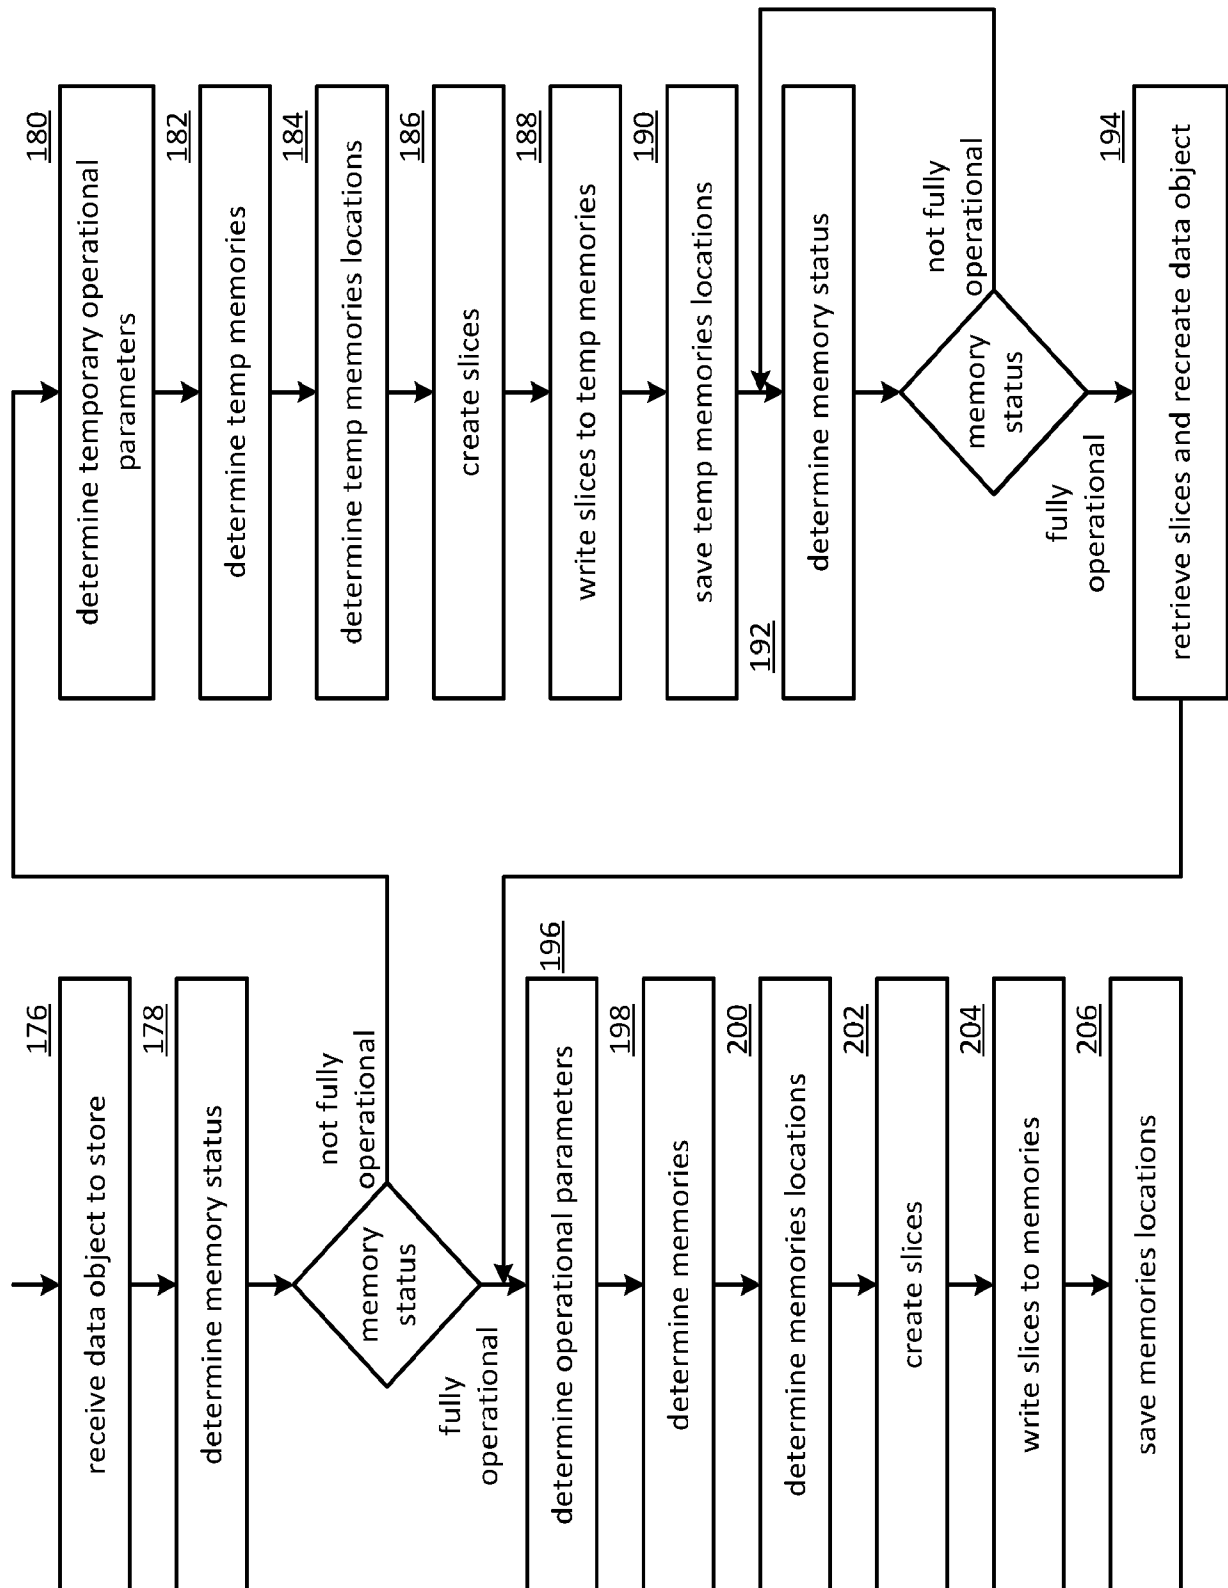 176
receive data object to store
178
determine memory status
memory
status
not fully
operational
fully
operational
196
determine operational parameters
198
determine memories
200
determine memories locations
202
create slices
204
write slices to memories
206
save memories locations
180
determine temporary operational
parameters
182
determine temp memories
184
determine temp memories locations
186
create slices
188
write slices to temp memories
190
save temp memories locations
192
determine memory status
memory
status
not fully
operational
fully
operational
194
retrieve slices and recreate data object